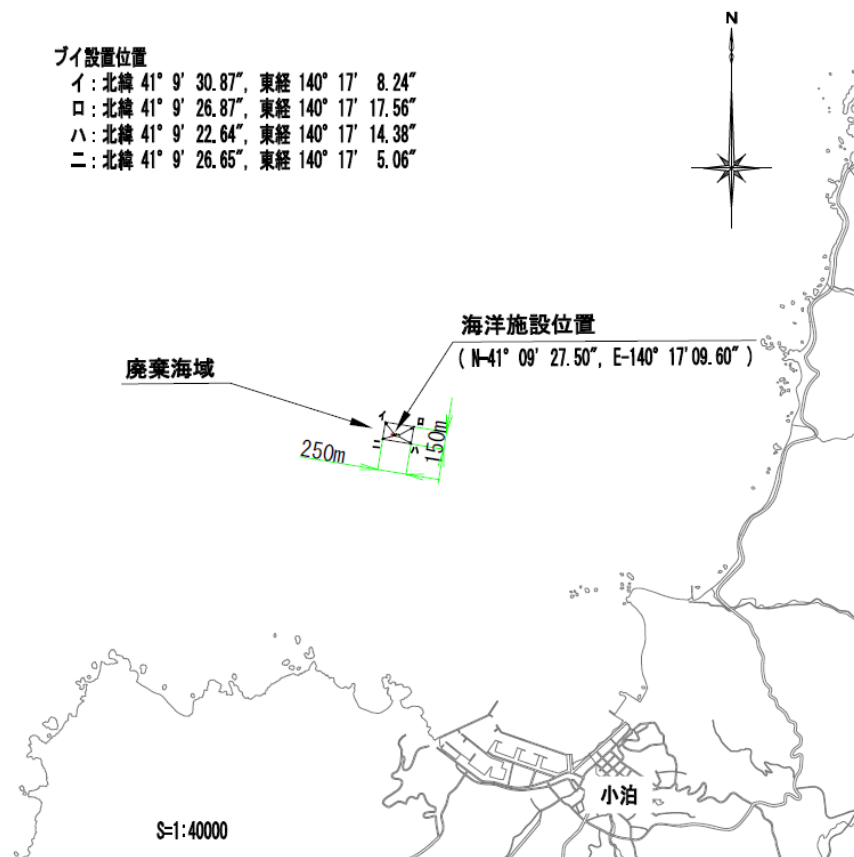 N
ブイ設置位置
イ：北緯 41° 9′ 30.87″, 東経 140° 17′ 8.24″
ロ：北緯 41° 9′ 26.87″, 東経 140° 17′ 17.56″
ハ：北緯 41° 9′ 22.64″, 東経 140° 17′ 14.38″
ニ：北緯 41° 9′ 26.65″, 東経 140° 17′ 5.06″
海洋施設位置
( N-41° 09′ 27.50″, E-140° 17′09.60″ )
廃棄海域
イ
ロ
ニ
ハ
250m
150m
小泊
S=1:40000